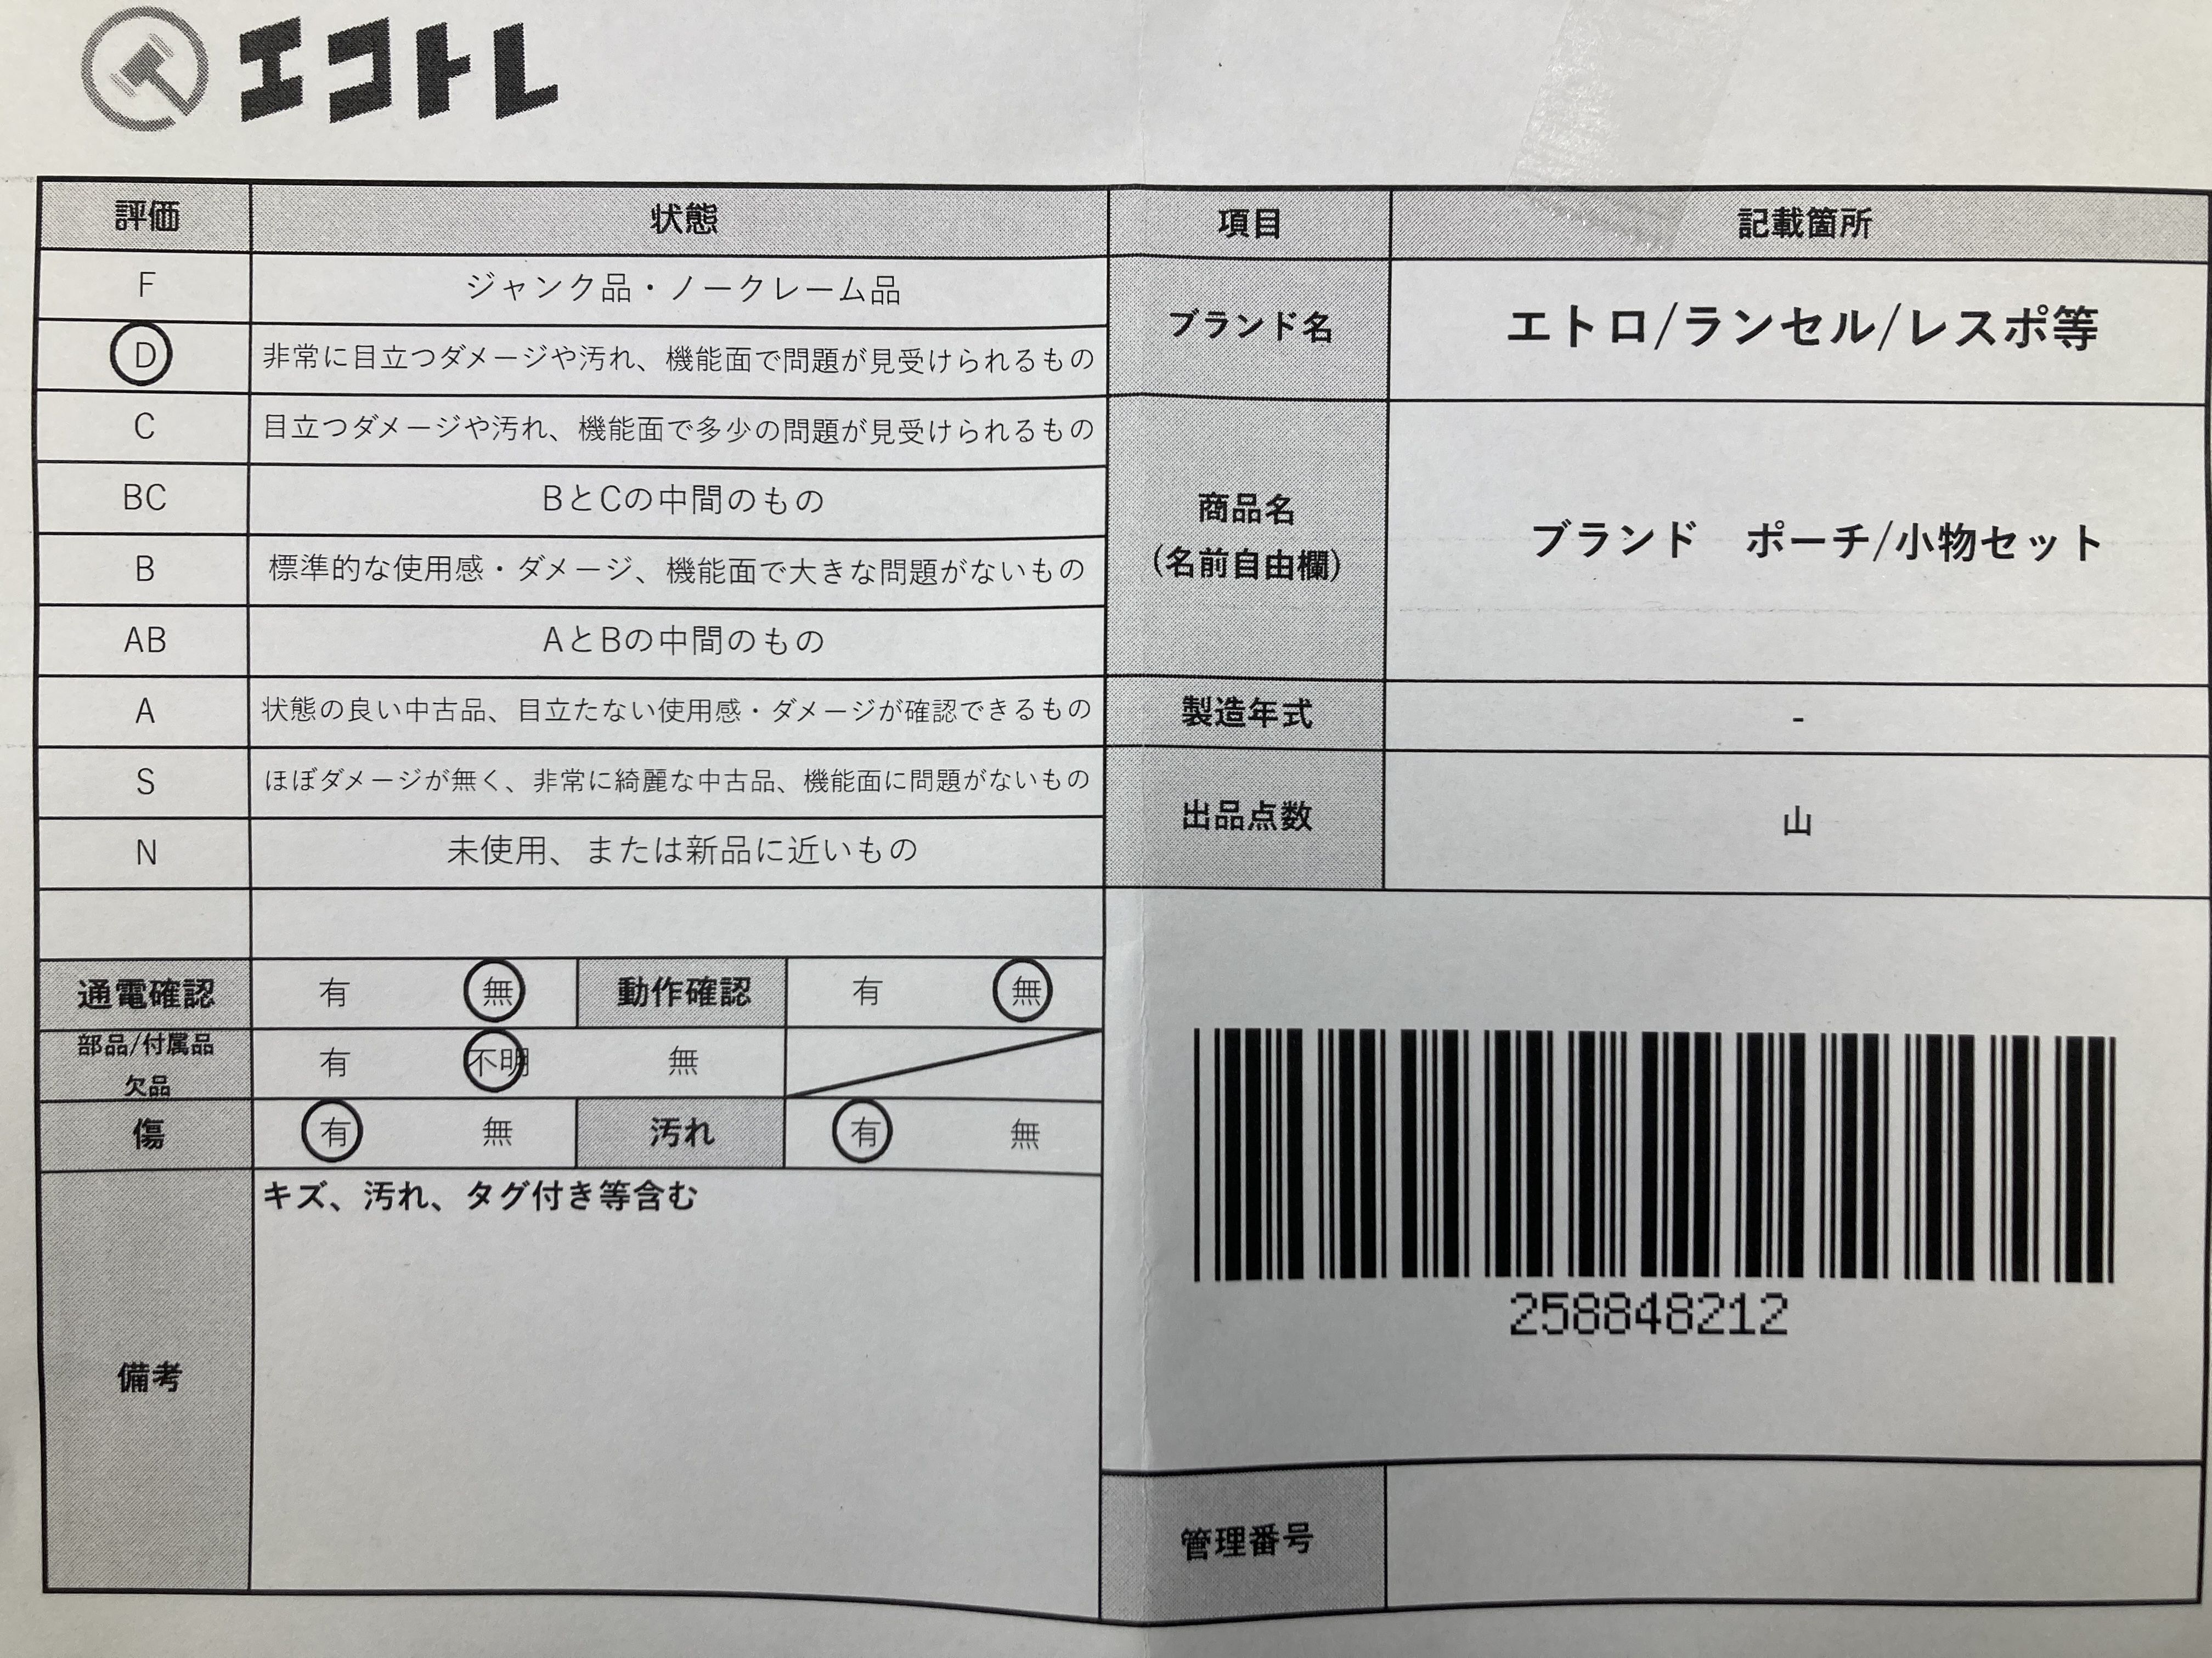 エコトレ
評価 状態 項目 記載箇所
F ジャンク品・ノークレーム品
D 非常に目立つダメージや汚れ、機能面で問題が見受けられるもの
ブランド名 エトロ/ランセル/レスポ等
C 目立つダメージや汚れ、機能面で多少の問題が見受けられるもの
BC BとCの中間のもの
商品名
(名前自由欄)
ブランド　ポーチ/小物セット
B 標準的な使用感・ダメージ、機能面で大きな問題がないもの
AB AとBの中間のもの
A 状態の良い中古品、目立たない使用感・ダメージが確認できるもの
製造年式 -
S ほぼダメージが無く、非常に綺麗な中古品、機能面に問題がないもの
出品点数 山
N 未使用、または新品に近いもの
通電確認 有 無 動作確認 有 無
部品/付属品
欠品
有 不明 無
傷 有 無 汚れ 有 無
備考
キズ、汚れ、タグ付き等含む
258848212
管理番号